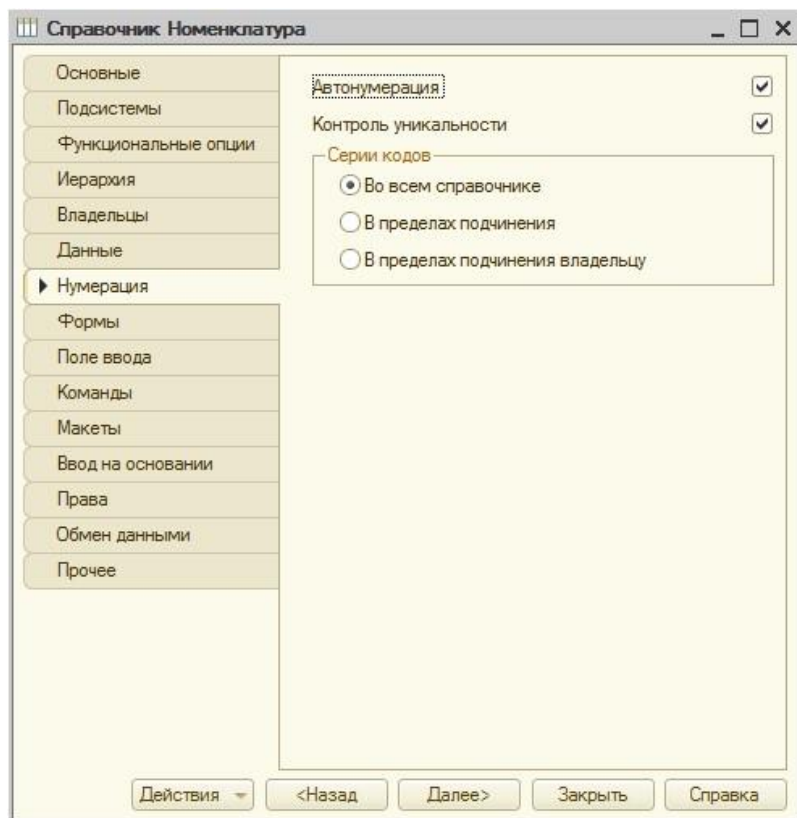 Справочник Номенклатура
Основные
Подсистемы
Функциональные опции
Иерархия
Владельцы
Данные
Нумерация
Формы
Поле ввода
Команды
Макеты
Ввод на основании
Права
Обмен данными
Прочее
Автонумерация
Контроль уникальности
Серии кодов
Во всем справочнике
В пределах подчинения
В пределах подчинения владельцу
Действия <Назад Далее> Закрыть Справка